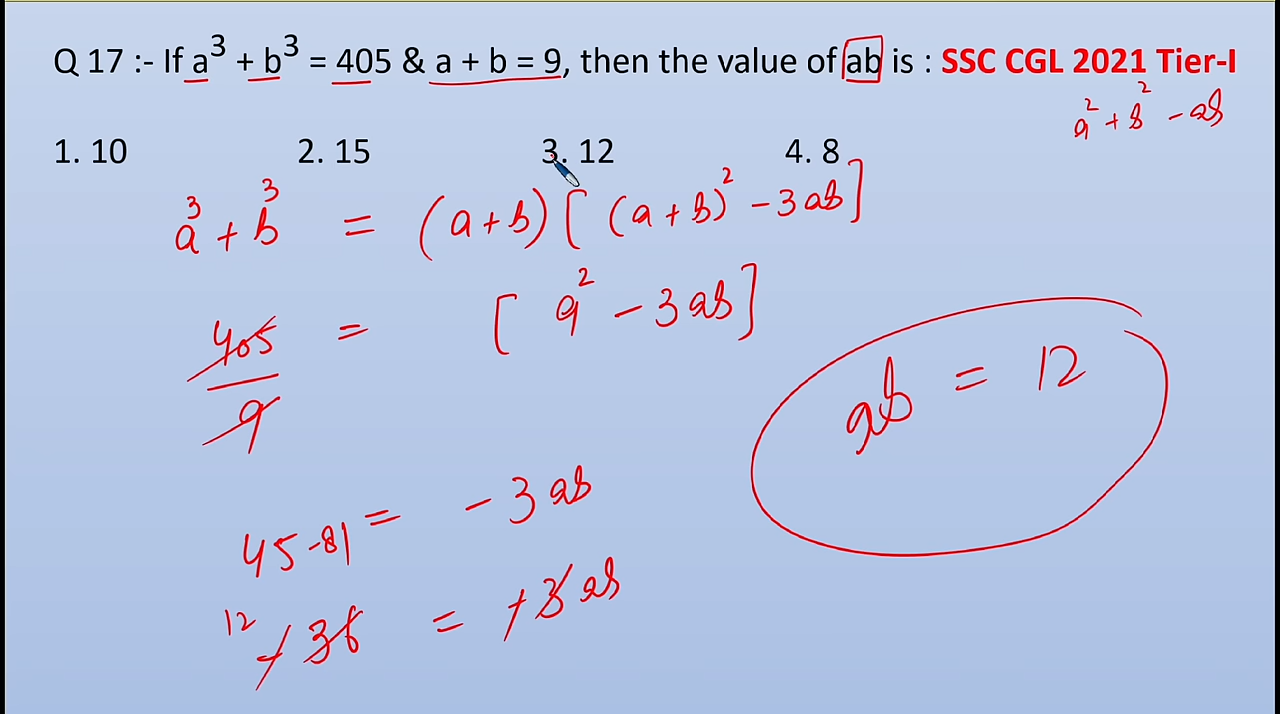 Q 17 :- If a³ + b³ = 405 & a + b = 9, then the value of ab is : SSC CGL 2021 Tier-I
a² + b² - ab
1. 10 2. 15 3. 12 4. 8
a³ + b³ = (a+b) [ (a+b)² - 3ab ]
405/9 = [ 9² - 3ab ]
ab = 12
45-81 = - 3ab
12
-36 = -3ab